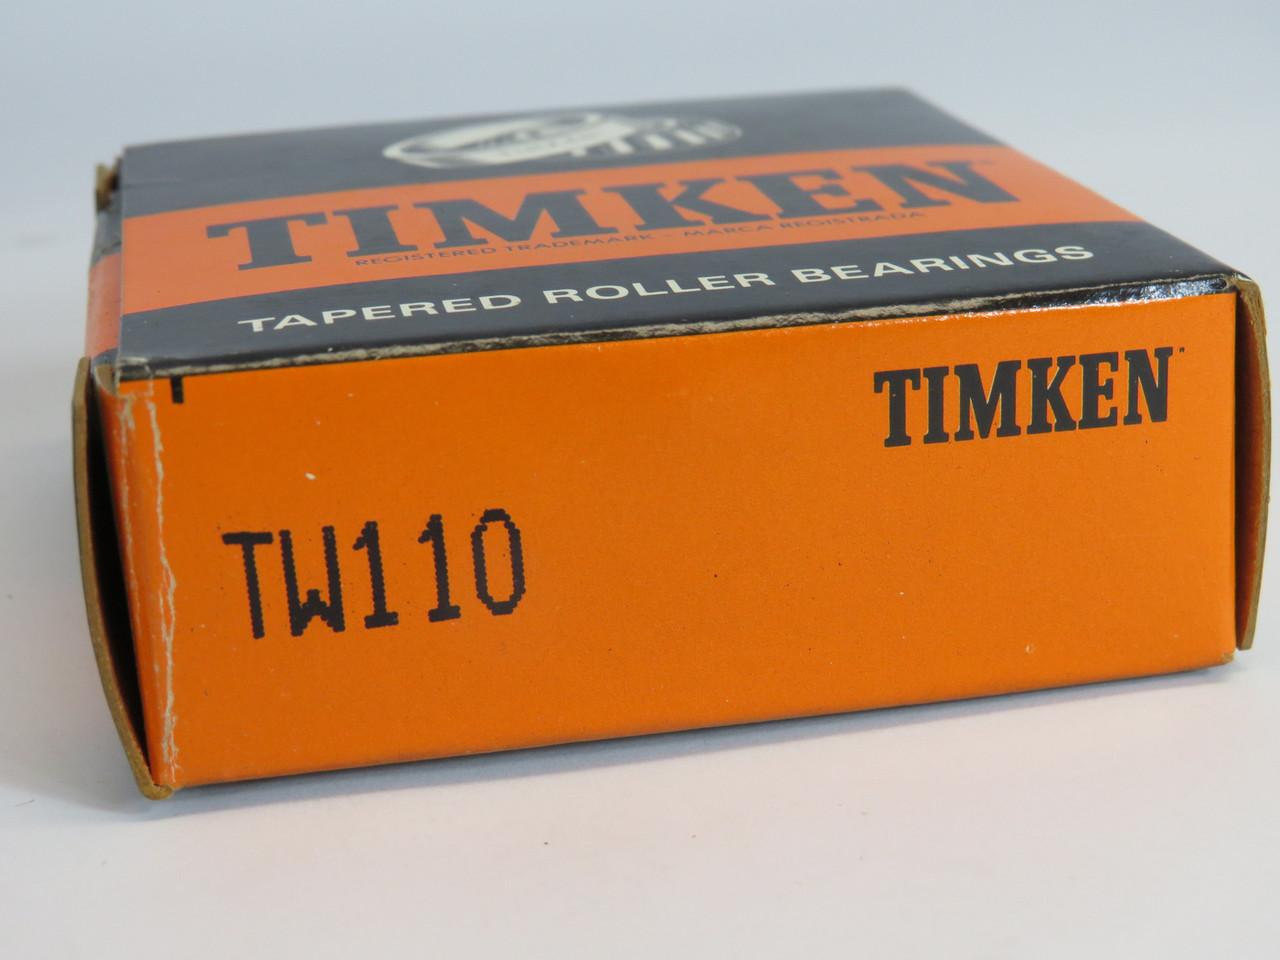 TIMKEN
REGISTERED TRADEMARK – MARCA REGISTRADA
TAPERED ROLLER BEARINGS
TIMKEN
TW110